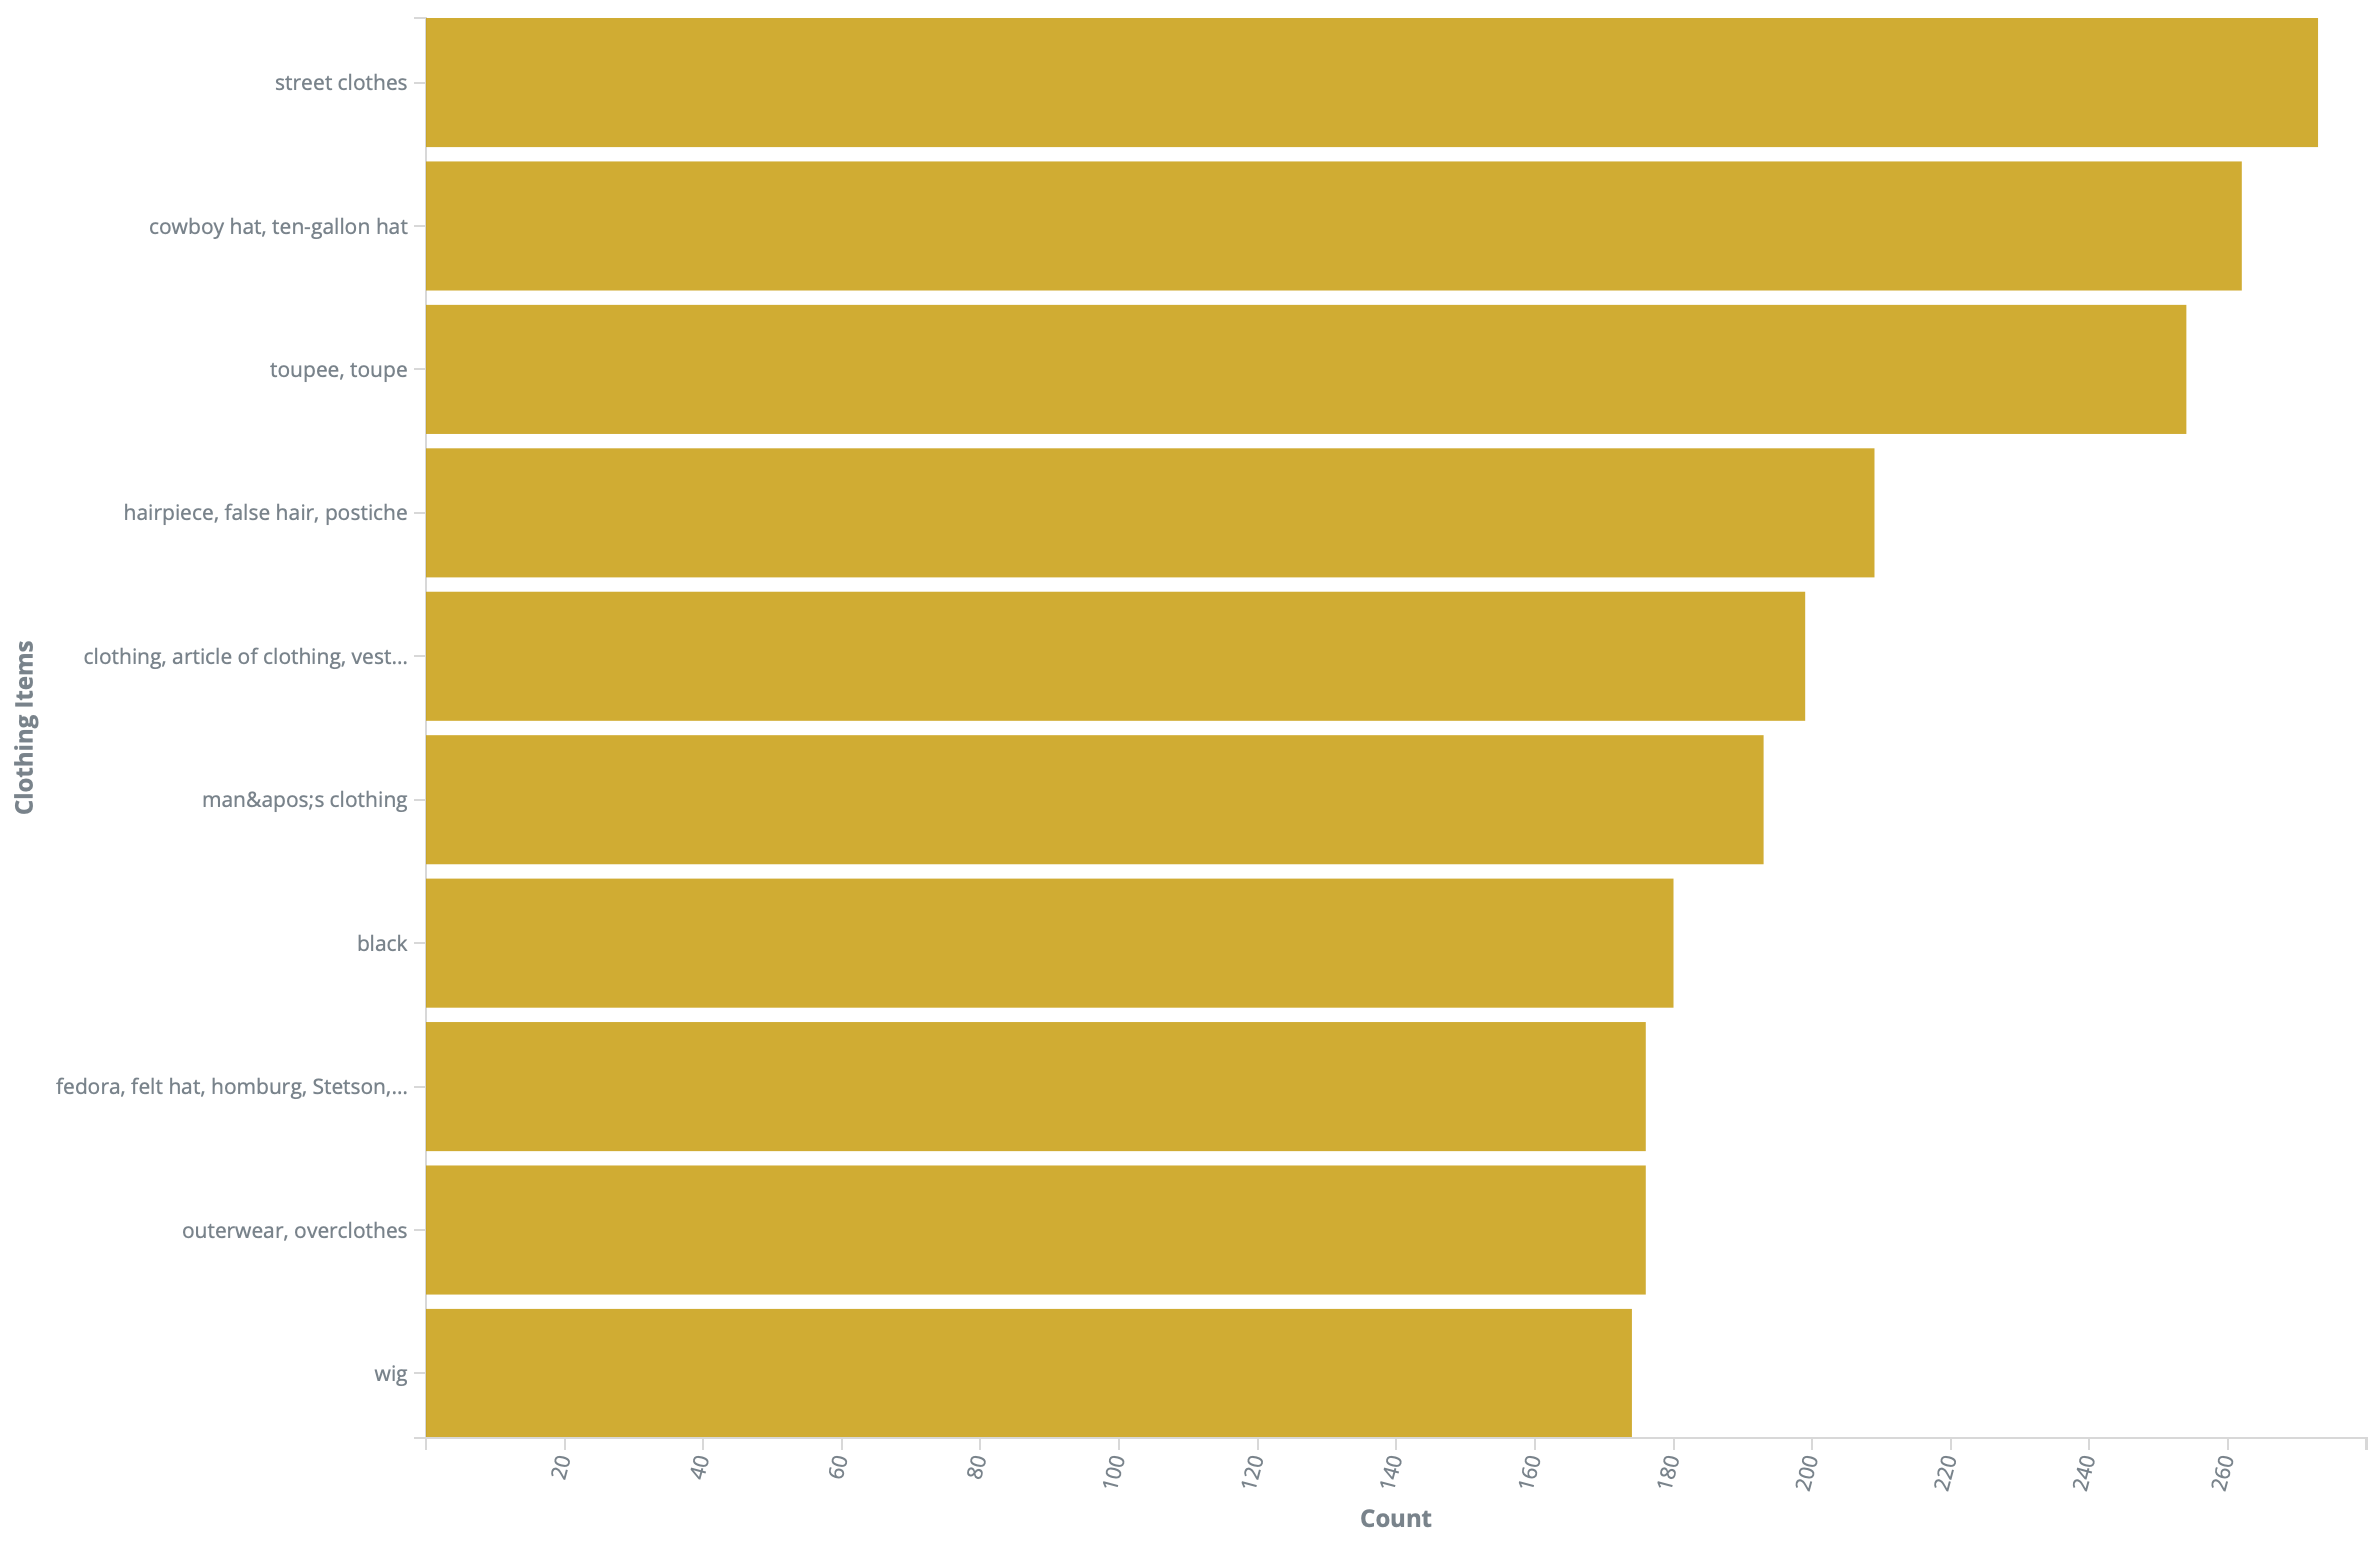 street clothes
cowboy hat, ten-gallon hat
toupee, toupe
hairpiece, false hair, postiche
clothing, article of clothing, vest...
man&apos;s clothing
black
fedora, felt hat, homburg, Stetson,...
outerwear, overclothes
wig
Clothing Items
20 40 60 80 100 120 140 160 180 200 220 240 260
Count